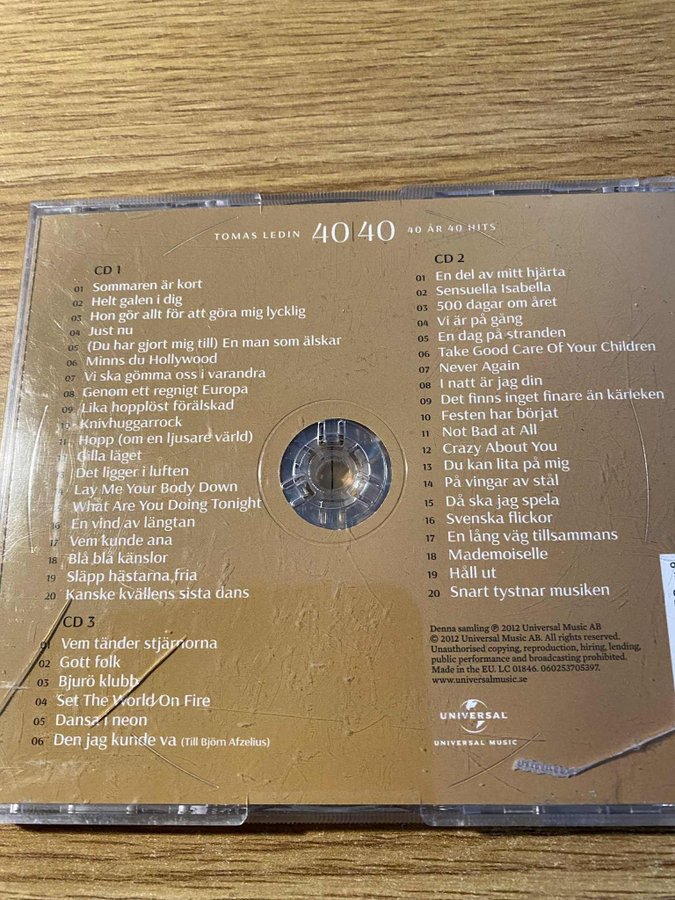 TOMAS LEDIN 40|40 40 ÅR 40 HITS
CD 1
01 Sommaren är kort
02 Helt galen i dig
03 Hon gör allt för att göra mig lycklig
04 Just nu
05 (Du har gjort mig till) En man som älskar
06 Minns du Hollywood
07 Vi ska gömma oss i varandra
08 Genom ett regnigt Europa
09 Lika hopplöst förälskad
Knivhuggarrock
11 Hopp (om en ljusare värld)
Gilla läget
Det ligger i luften
Lay Me Your Body Down
What Are You Doing Tonight
16 En vind av längtan
17 Vem kunde ana
18 Blå blå känslor
19 Släpp hästarna fria
20 Kanske kvällens sista dans
CD 2
01 En del av mitt hjärta
02 Sensuella Isabella
03 500 dagar om året
04 Vi är på gång
05 En dag på stranden
06 Take Good Care Of Your Children
07 Never Again
08 I natt är jag din
09 Det finns inget finare än kärleken
10 Festen har börjat
11 Not Bad at All
12 Crazy About You
13 Du kan lita på mig
14 På vingar av stål
15 Då ska jag spela
16 Svenska flickor
17 En lång väg tillsammans
18 Mademoiselle
19 Håll ut
20 Snart tystnar musiken
CD 3
01 Vem tänder stjärnorna
02 Gott følk
03 Bjurö klubb
04 Set The World On Fire
05 Dansa i neon
06 Den jag kunde va (Till Björn Afzelius)
Denna samling ℗ 2012 Universal Music AB
© 2012 Universal Music AB. All rights reserved.
Unauthorised copying, reproduction, hiring, lending,
public performance and broadcasting prohibited.
Made in the EU. LC 01846. 060253705397.
www.universalmusic.se
UNIVERSAL
UNIVERSAL MUSIC